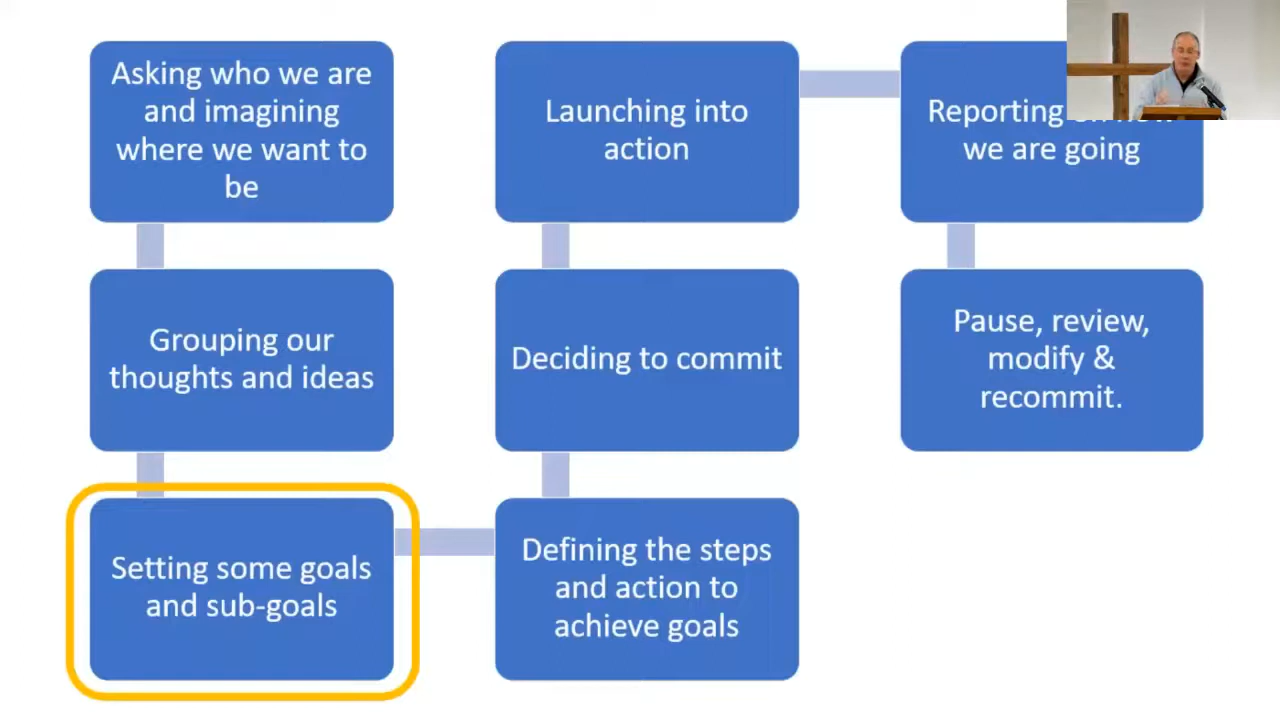 Asking who we are
and imagining
where we want to
be
Grouping our
thoughts and ideas
Setting some goals
and sub-goals
Defining the steps
and action to
achieve goals
Deciding to commit
Launching into
action
Reporting
we are going
Pause, review,
modify &
recommit.